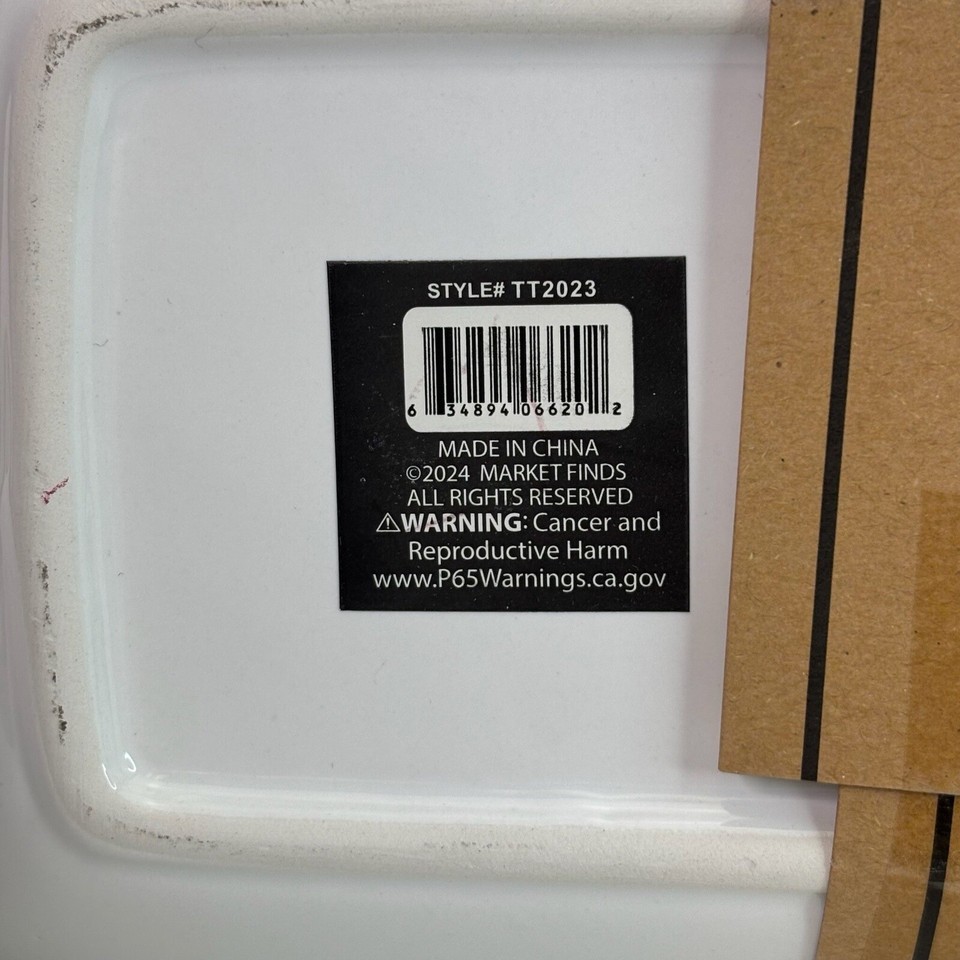 STYLE# TT2023
6 34894 06620 2
MADE IN CHINA
©2024 MARKET FINDS
ALL RIGHTS RESERVED
⚠WARNING: Cancer and
Reproductive Harm
www.P65Warnings.ca.gov